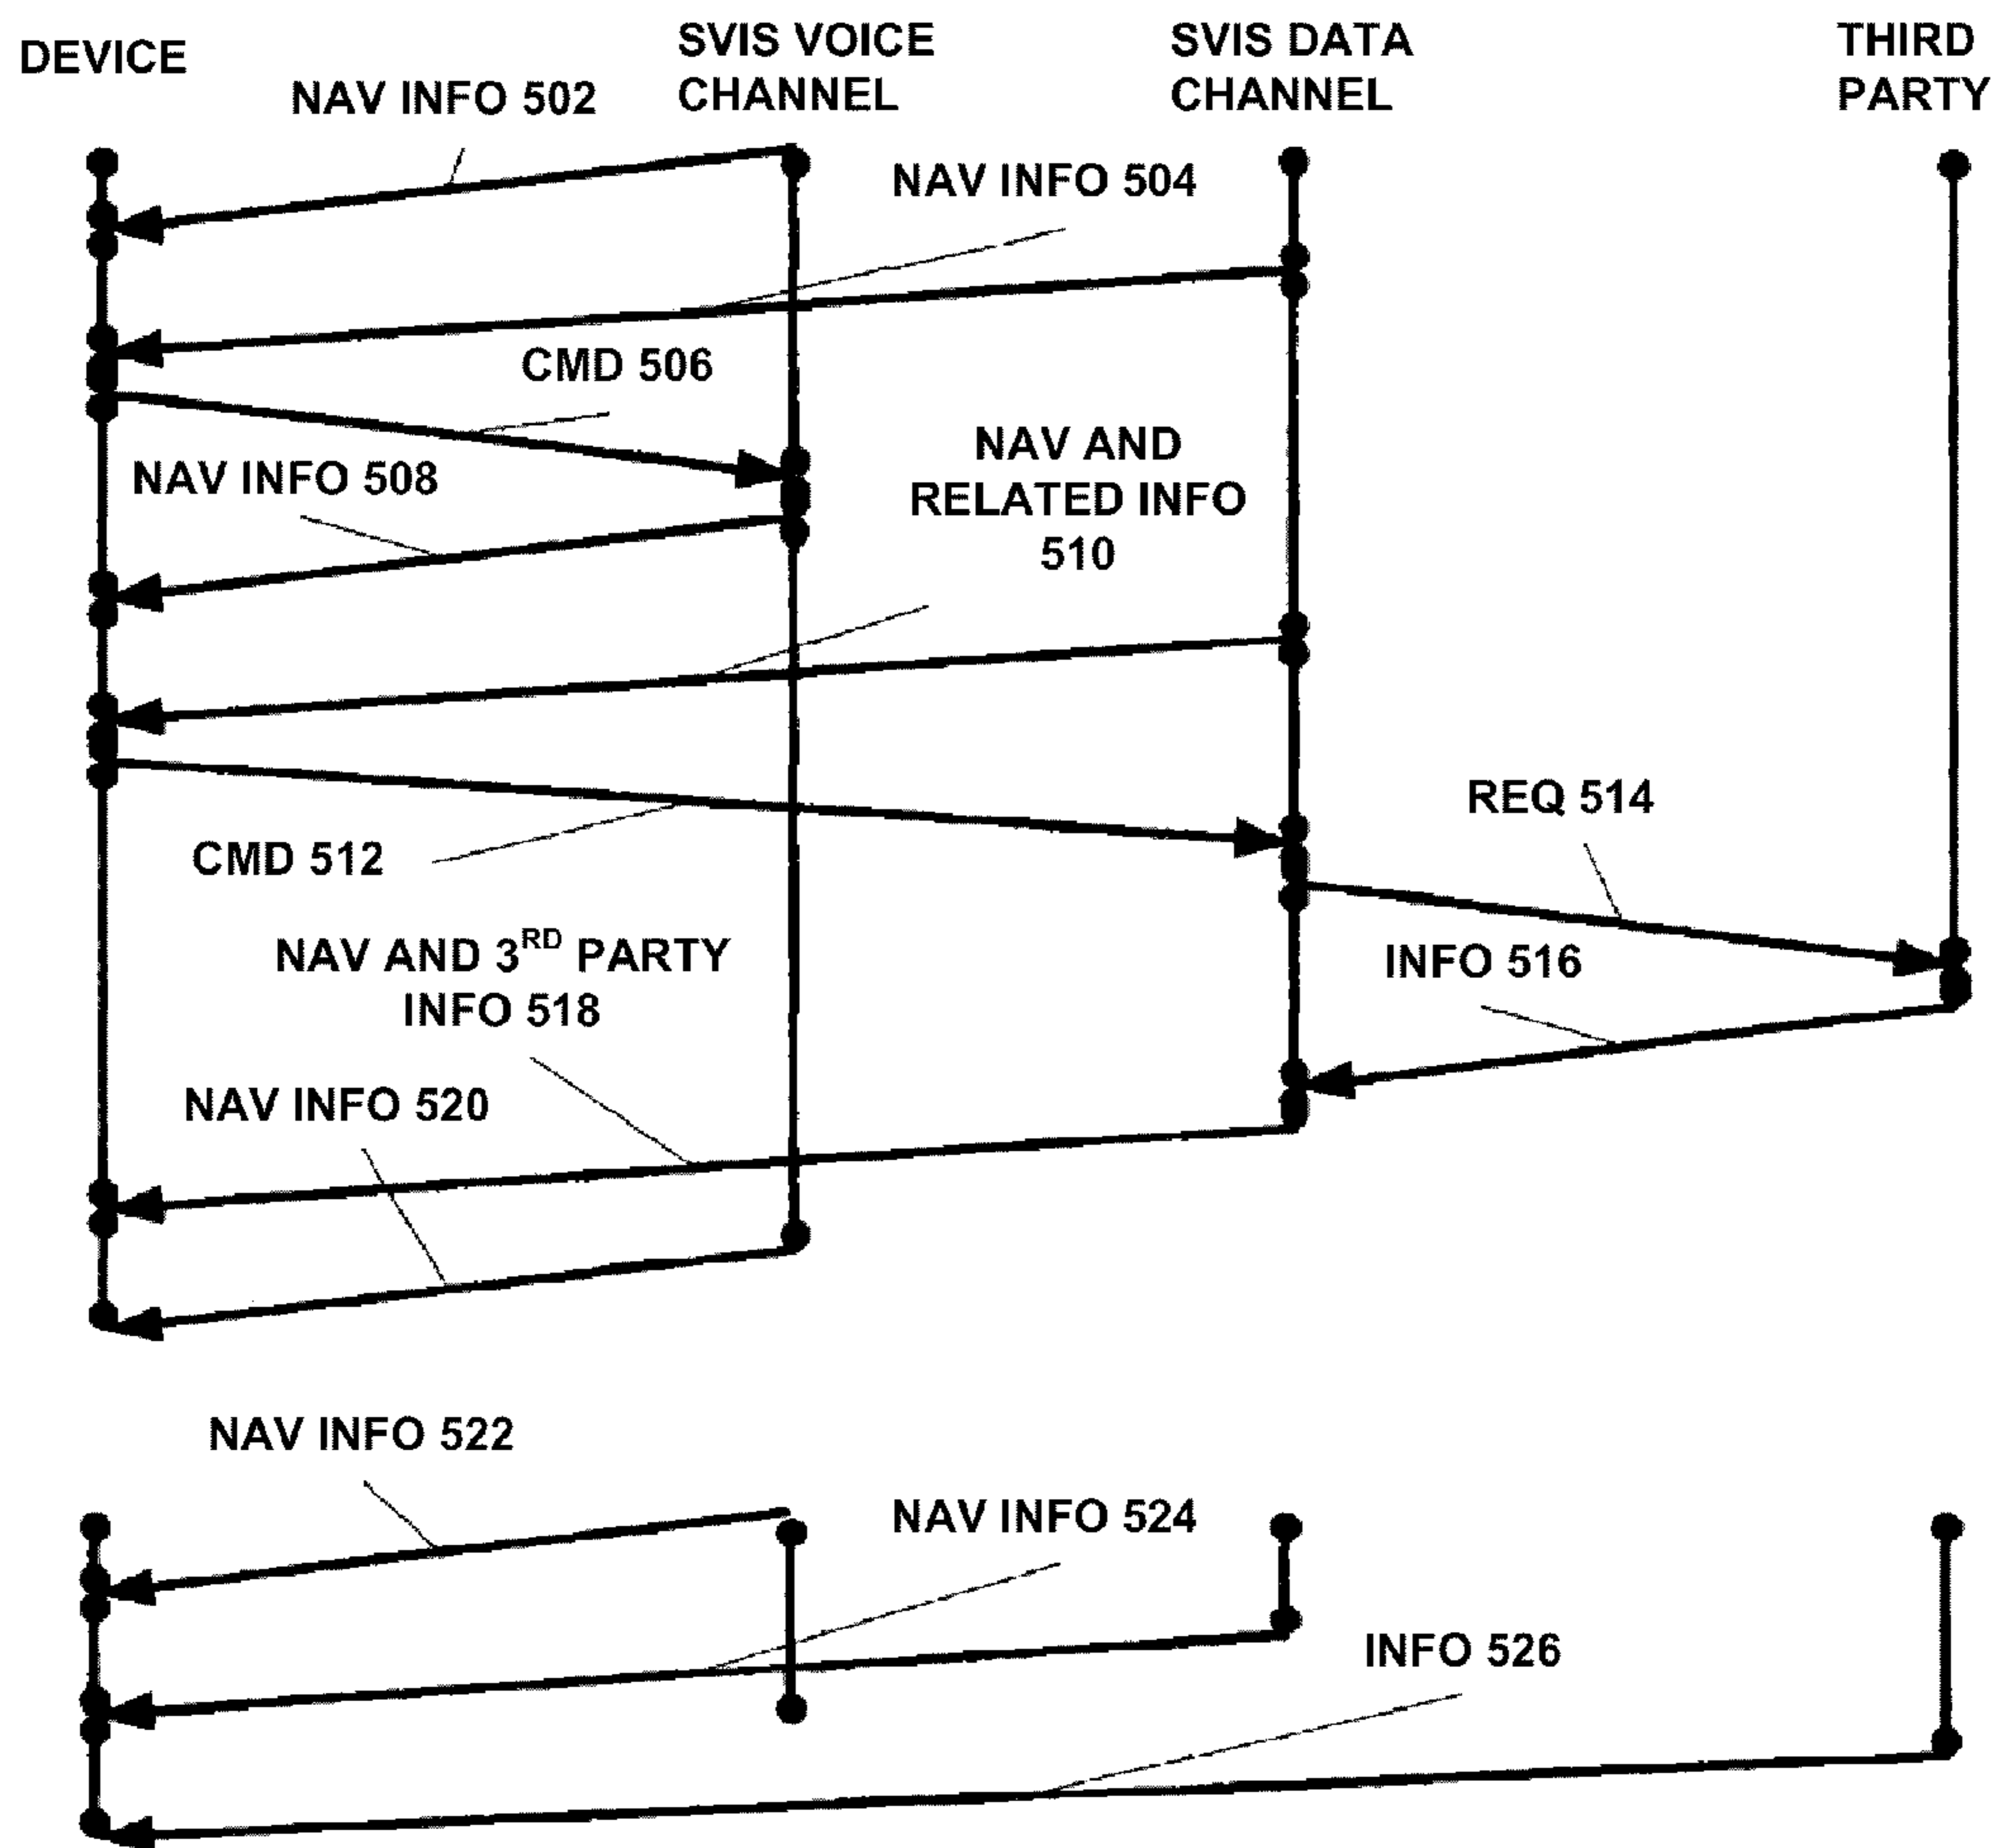 DEVICE
SVIS VOICE
CHANNEL
SVIS DATA
CHANNEL
THIRD
PARTY
NAV INFO 502
NAV INFO 504
CMD 506
NAV INFO 508
NAV AND
RELATED INFO
510
CMD 512
REQ 514
INFO 516
NAV AND 3RD PARTY
INFO 518
NAV INFO 520
NAV INFO 522
NAV INFO 524
INFO 526